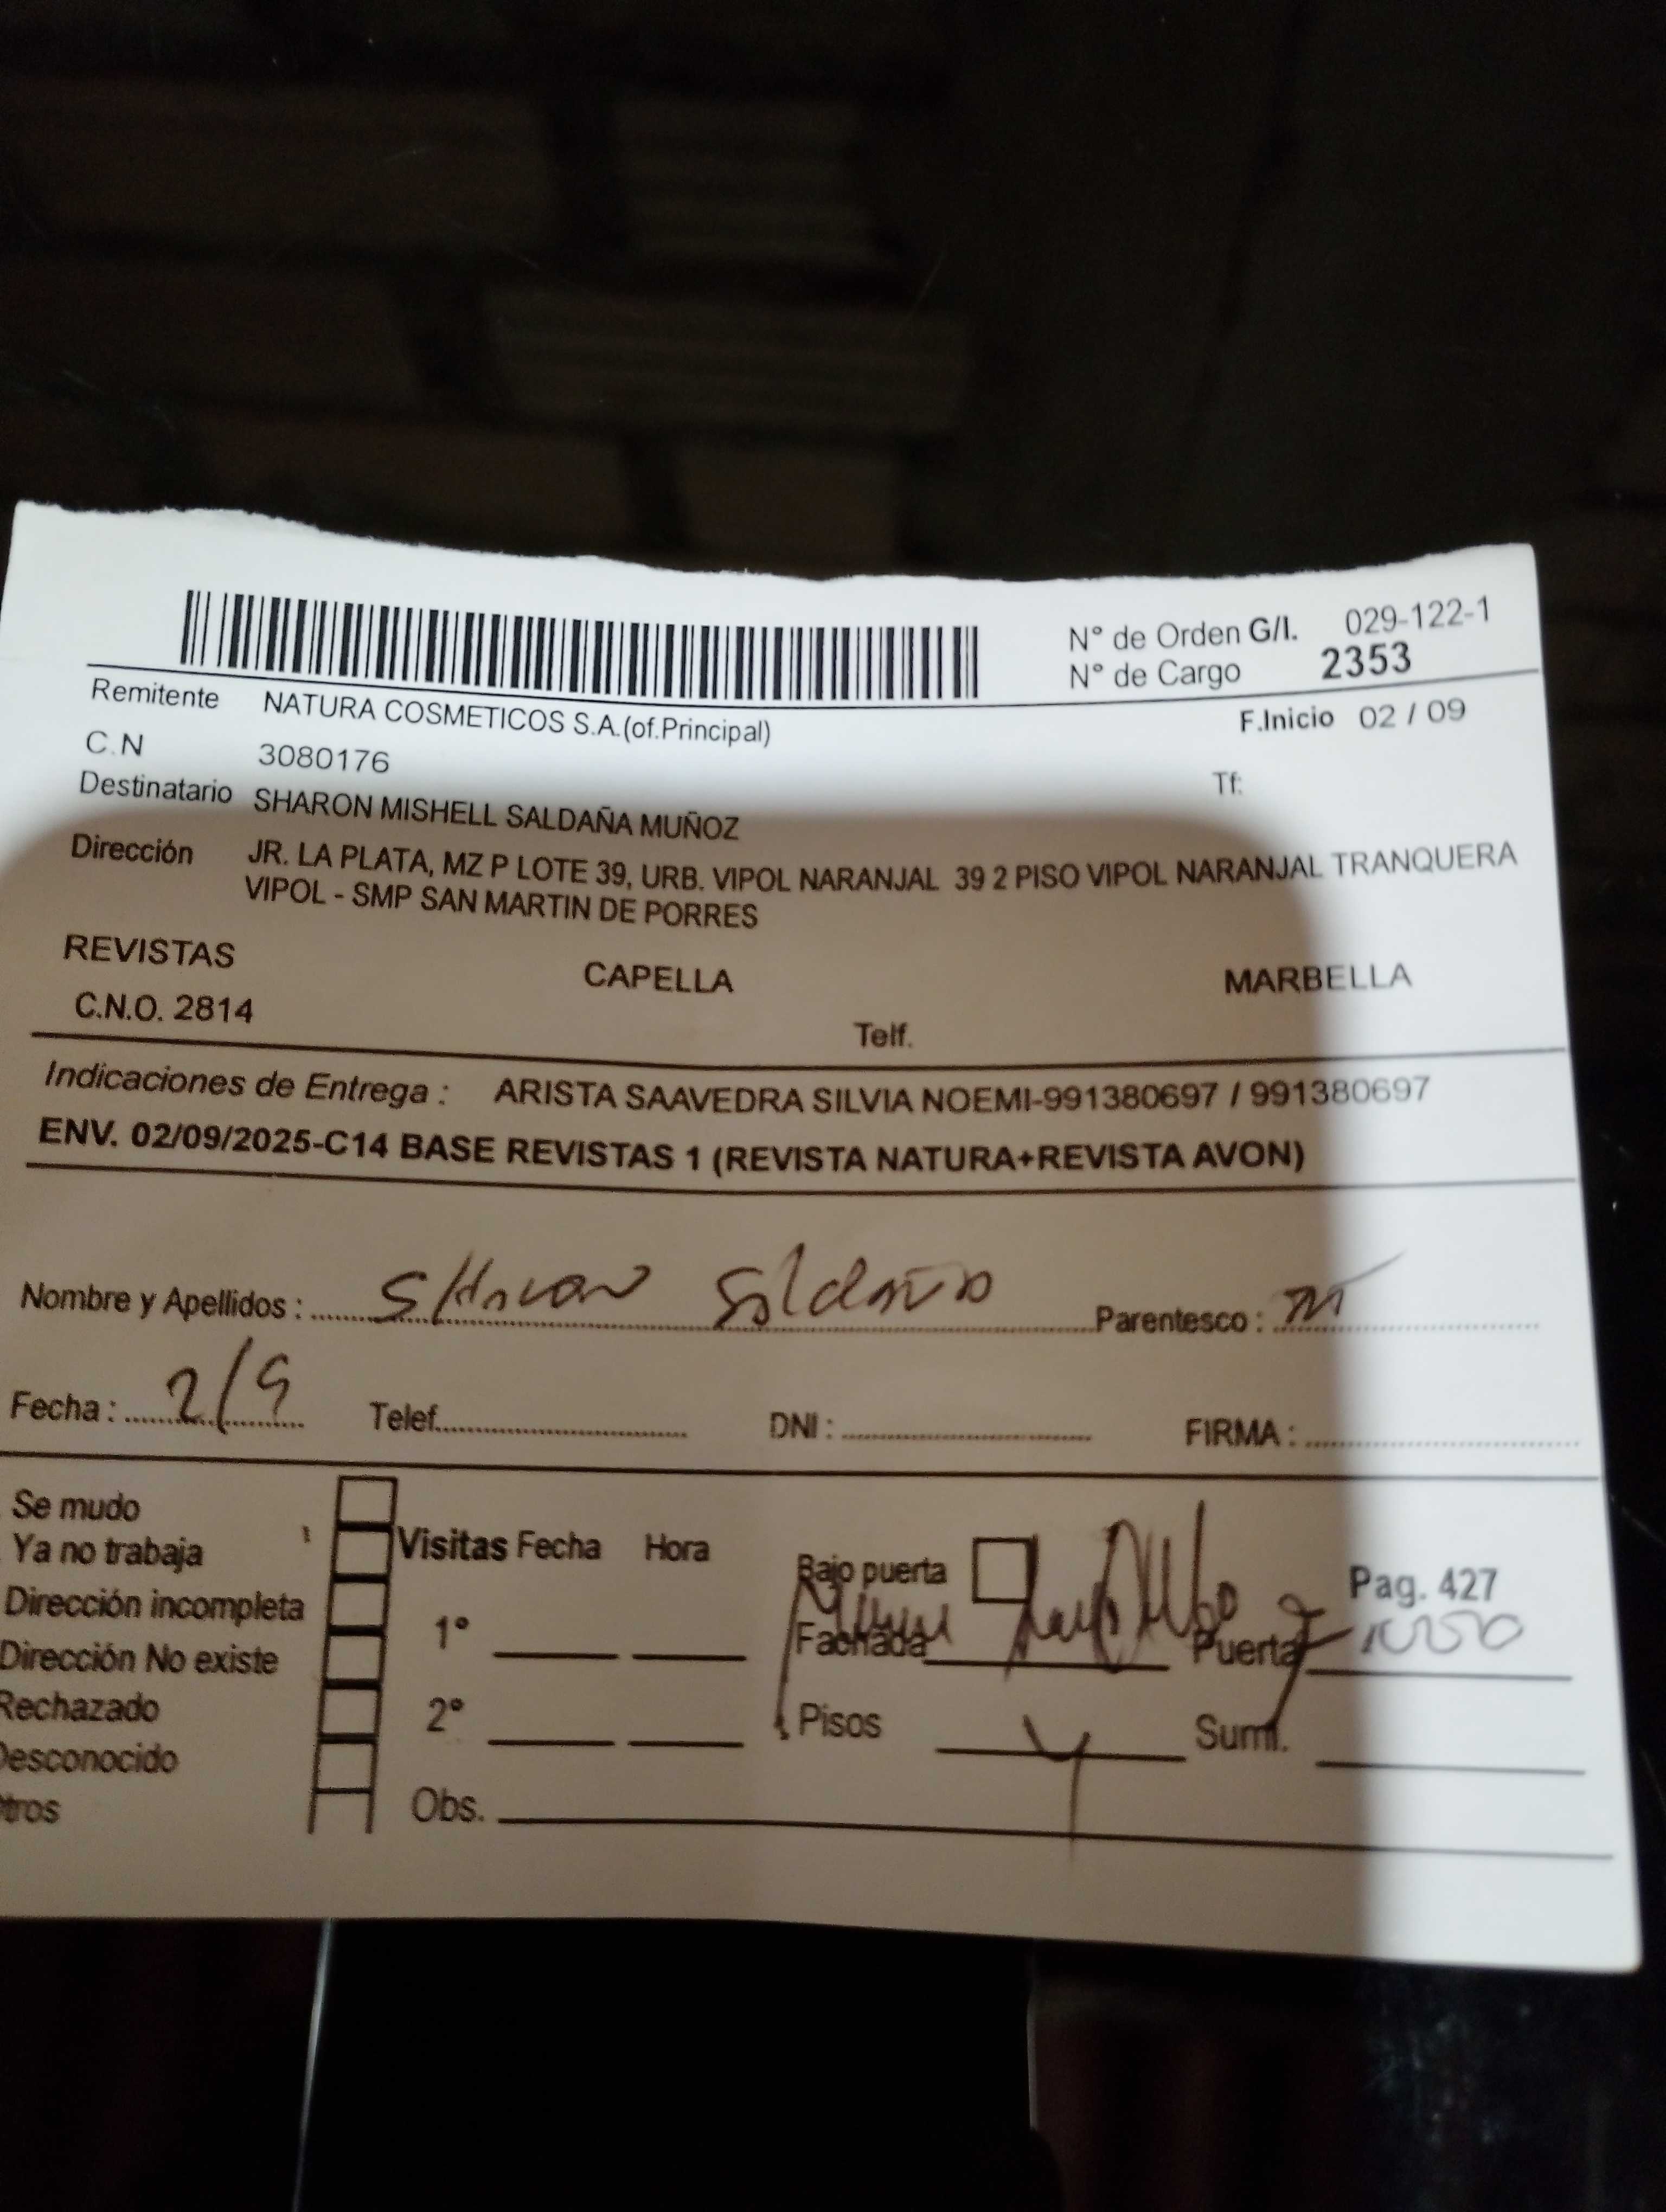 N° de Orden G/I. 029-122-1
N° de Cargo 2353
Remitente NATURA COSMETICOS S.A.(of.Principal) F.Inicio 02 / 09
C.N 3080176 Tf:
Destinatario SHARON MISHELL SALDAÑA MUÑOZ
Dirección JR. LA PLATA, MZ P LOTE 39, URB. VIPOL NARANJAL 39 2 PISO VIPOL NARANJAL TRANQUERA
VIPOL - SMP SAN MARTIN DE PORRES
REVISTAS CAPELLA MARBELLA
C.N.O. 2814 Telf.
Indicaciones de Entrega : ARISTA SAAVEDRA SILVIA NOEMI-991380697 / 991380697
ENV. 02/09/2025-C14 BASE REVISTAS 1 (REVISTA NATURA+REVISTA AVON)
Nombre y Apellidos : SHaron Saldaña Parentesco :
Fecha : 2/9 Telef. DNI : FIRMA :
Se mudo
Ya no trabaja Visitas Fecha Hora Bajo puerta Pag. 427
Dirección incompleta 1° Fachada Puerta
Dirección No existe
Rechazado 2° Pisos 4 Sumi.
Desconocido
tros Obs.